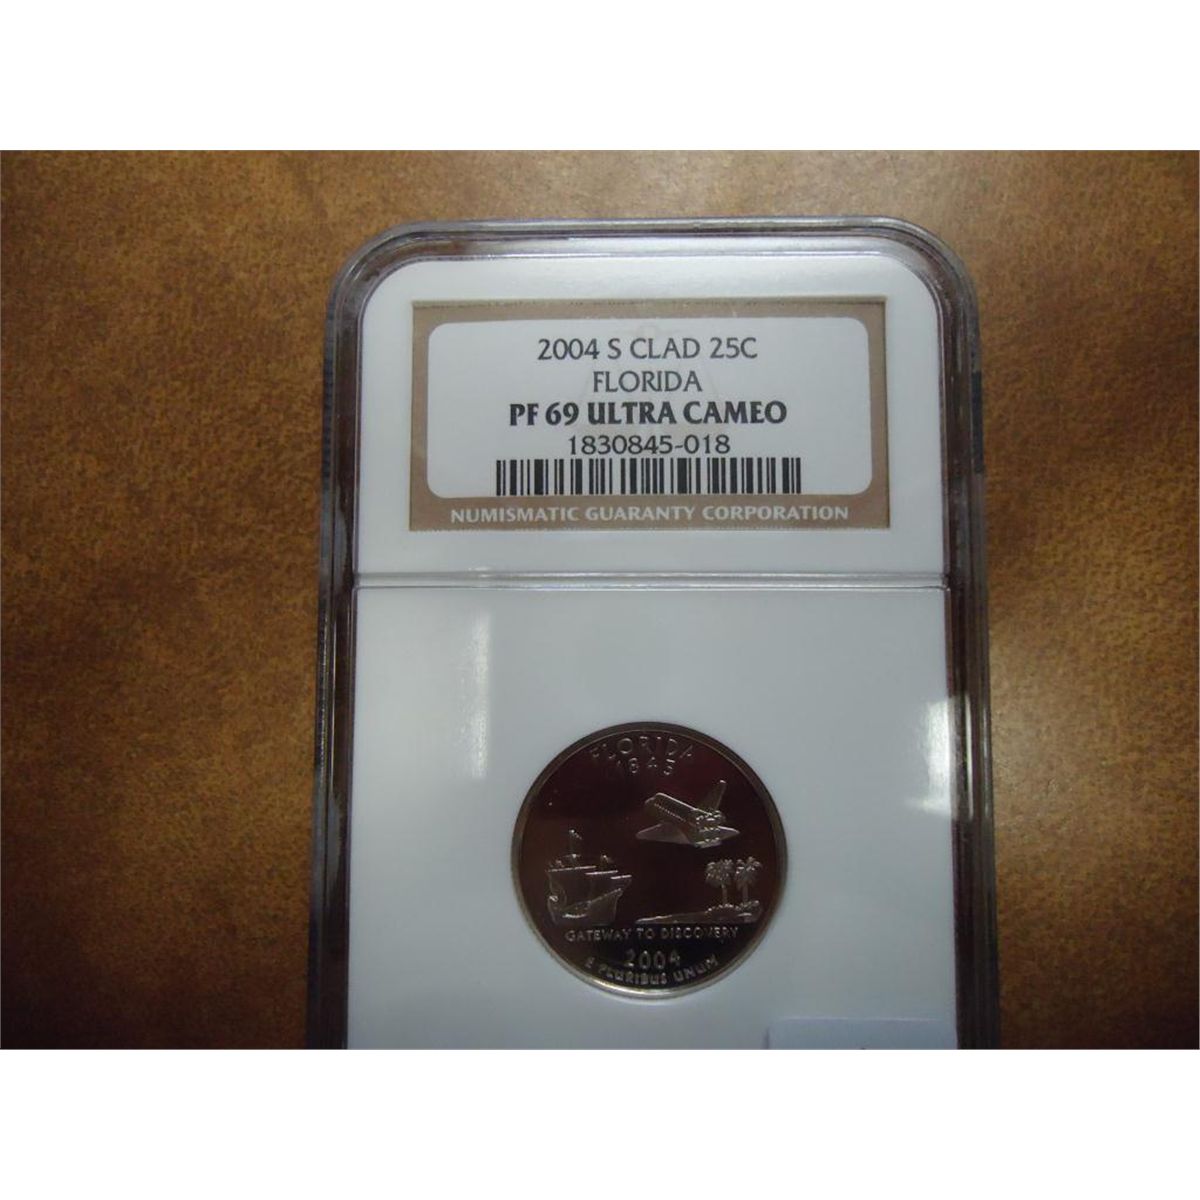 2004 S CLAD 25C
FLORIDA
PF 69 ULTRA CAMEO
1830845-018
NUMISMATIC GUARANTY CORPORATION
FLORIDA
1845
GATEWAY TO DISCOVERY
2004
E PLURIBUS UNUM